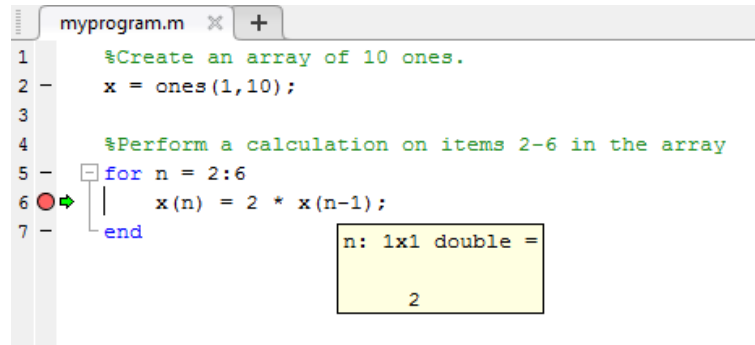 myprogram.m × +
1 %Create an array of 10 ones.
2 – x = ones(1,10);
3
4 %Perform a calculation on items 2-6 in the array
5 – for n = 2:6
6 x(n) = 2 * x(n-1);
7 – end
n: 1x1 double =
2